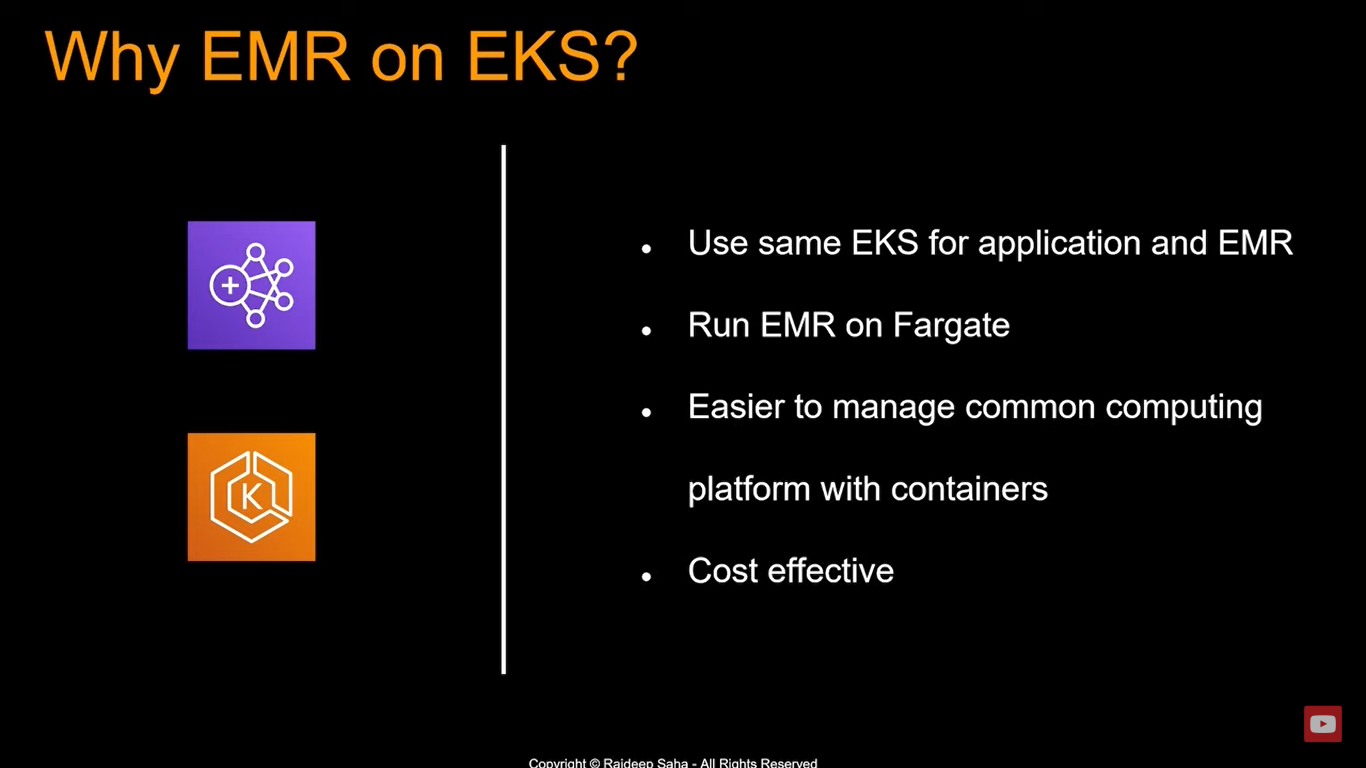 Why EMR on EKS?
Use same EKS for application and EMR
Run EMR on Fargate
Easier to manage common computing
platform with containers
Cost effective
K
Copyright © Rajdeep Saha - All Rights Reserved